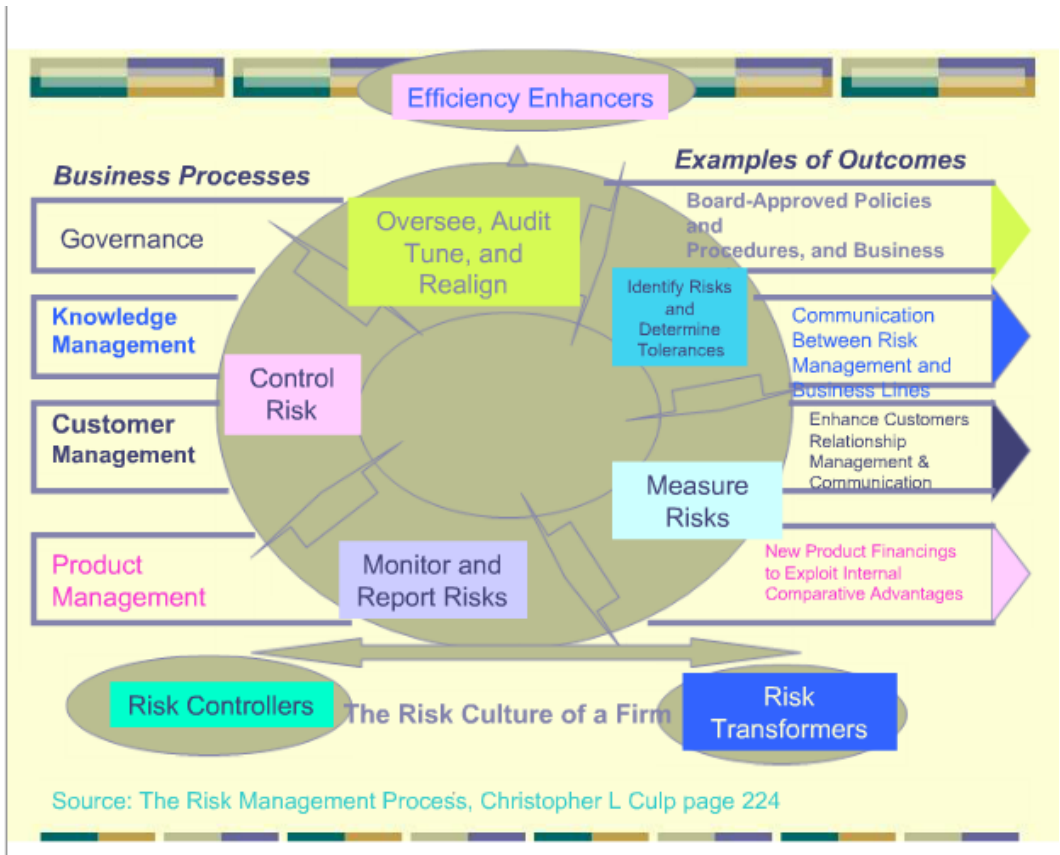 Efficiency Enhancers
Business Processes
Examples of Outcomes
Governance
Knowledge
Management
Customer
Management
Product
Management
Oversee, Audit
Tune, and
Realign
Identify Risks
and
Determine
Tolerances
Measure
Risks
Monitor and
Report Risks
Control
Risk
Board-Approved Policies
and
Procedures, and Business
Communication
Between Risk
Management and
Business Lines
Enhance Customers
Relationship
Management &
Communication
New Product Financings
to Exploit Internal
Comparative Advantages
Risk Controllers
The Risk Culture of a Firm
Risk
Transformers
Source: The Risk Management Process, Christopher L Culp page 224